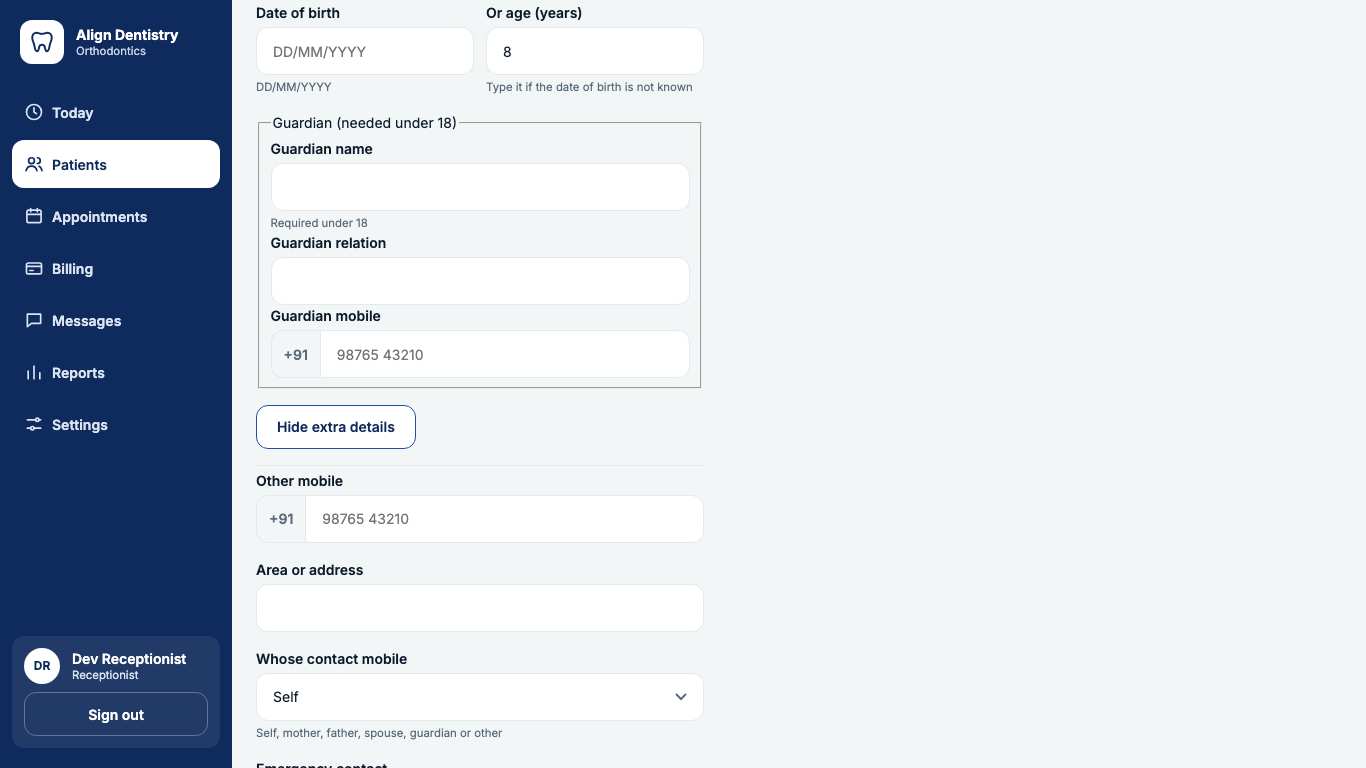 Align Dentistry
Orthodontics
Today
Patients
Appointments
Billing
Messages
Reports
Settings
DR
Dev Receptionist
Receptionist
Sign out
Date of birth
DD/MM/YYYY
DD/MM/YYYY
Or age (years)
8
Type it if the date of birth is not known
Guardian (needed under 18)
Guardian name
Required under 18
Guardian relation
Guardian mobile
+91 98765 43210
Hide extra details
Other mobile
+91 98765 43210
Area or address
Whose contact mobile
Self
Self, mother, father, spouse, guardian or other
Emergency contact